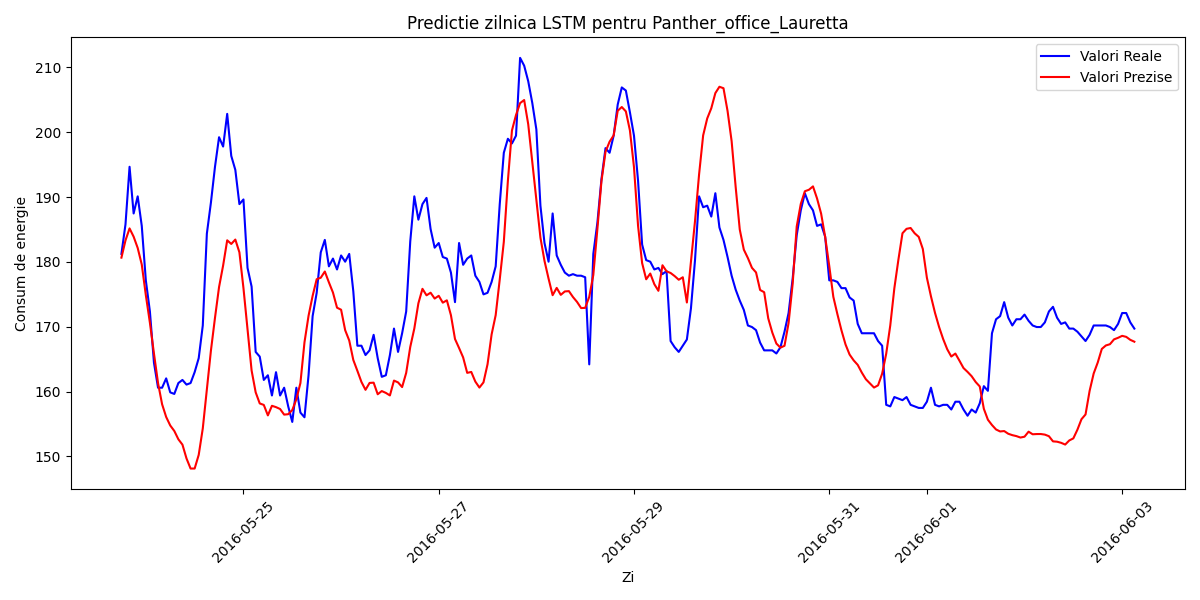 Predictie zilnica LSTM pentru Panther_office_Lauretta
Valori Reale
Valori Prezise
Consum de energie
210
200
190
180
170
160
150
2016-05-25
2016-05-27
2016-05-29
2016-05-31
2016-06-01
2016-06-03
Zi